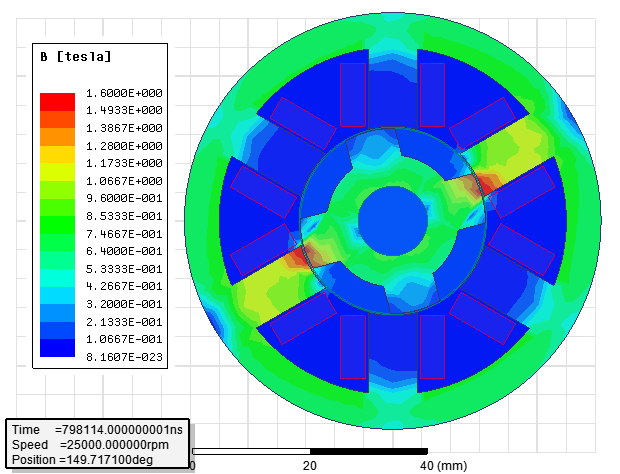 B [tesla]
1.6000E+000
1.4933E+000
1.3867E+000
1.2800E+000
1.1733E+000
1.0667E+000
9.6000E-001
8.5333E-001
7.4667E-001
6.4000E-001
5.3333E-001
4.2667E-001
3.2000E-001
2.1333E-001
1.0667E-001
8.1607E-023
Time =798114.000000001ns
Speed =25000.000000rpm
Position =149.717100deg
0 20 40 (mm)